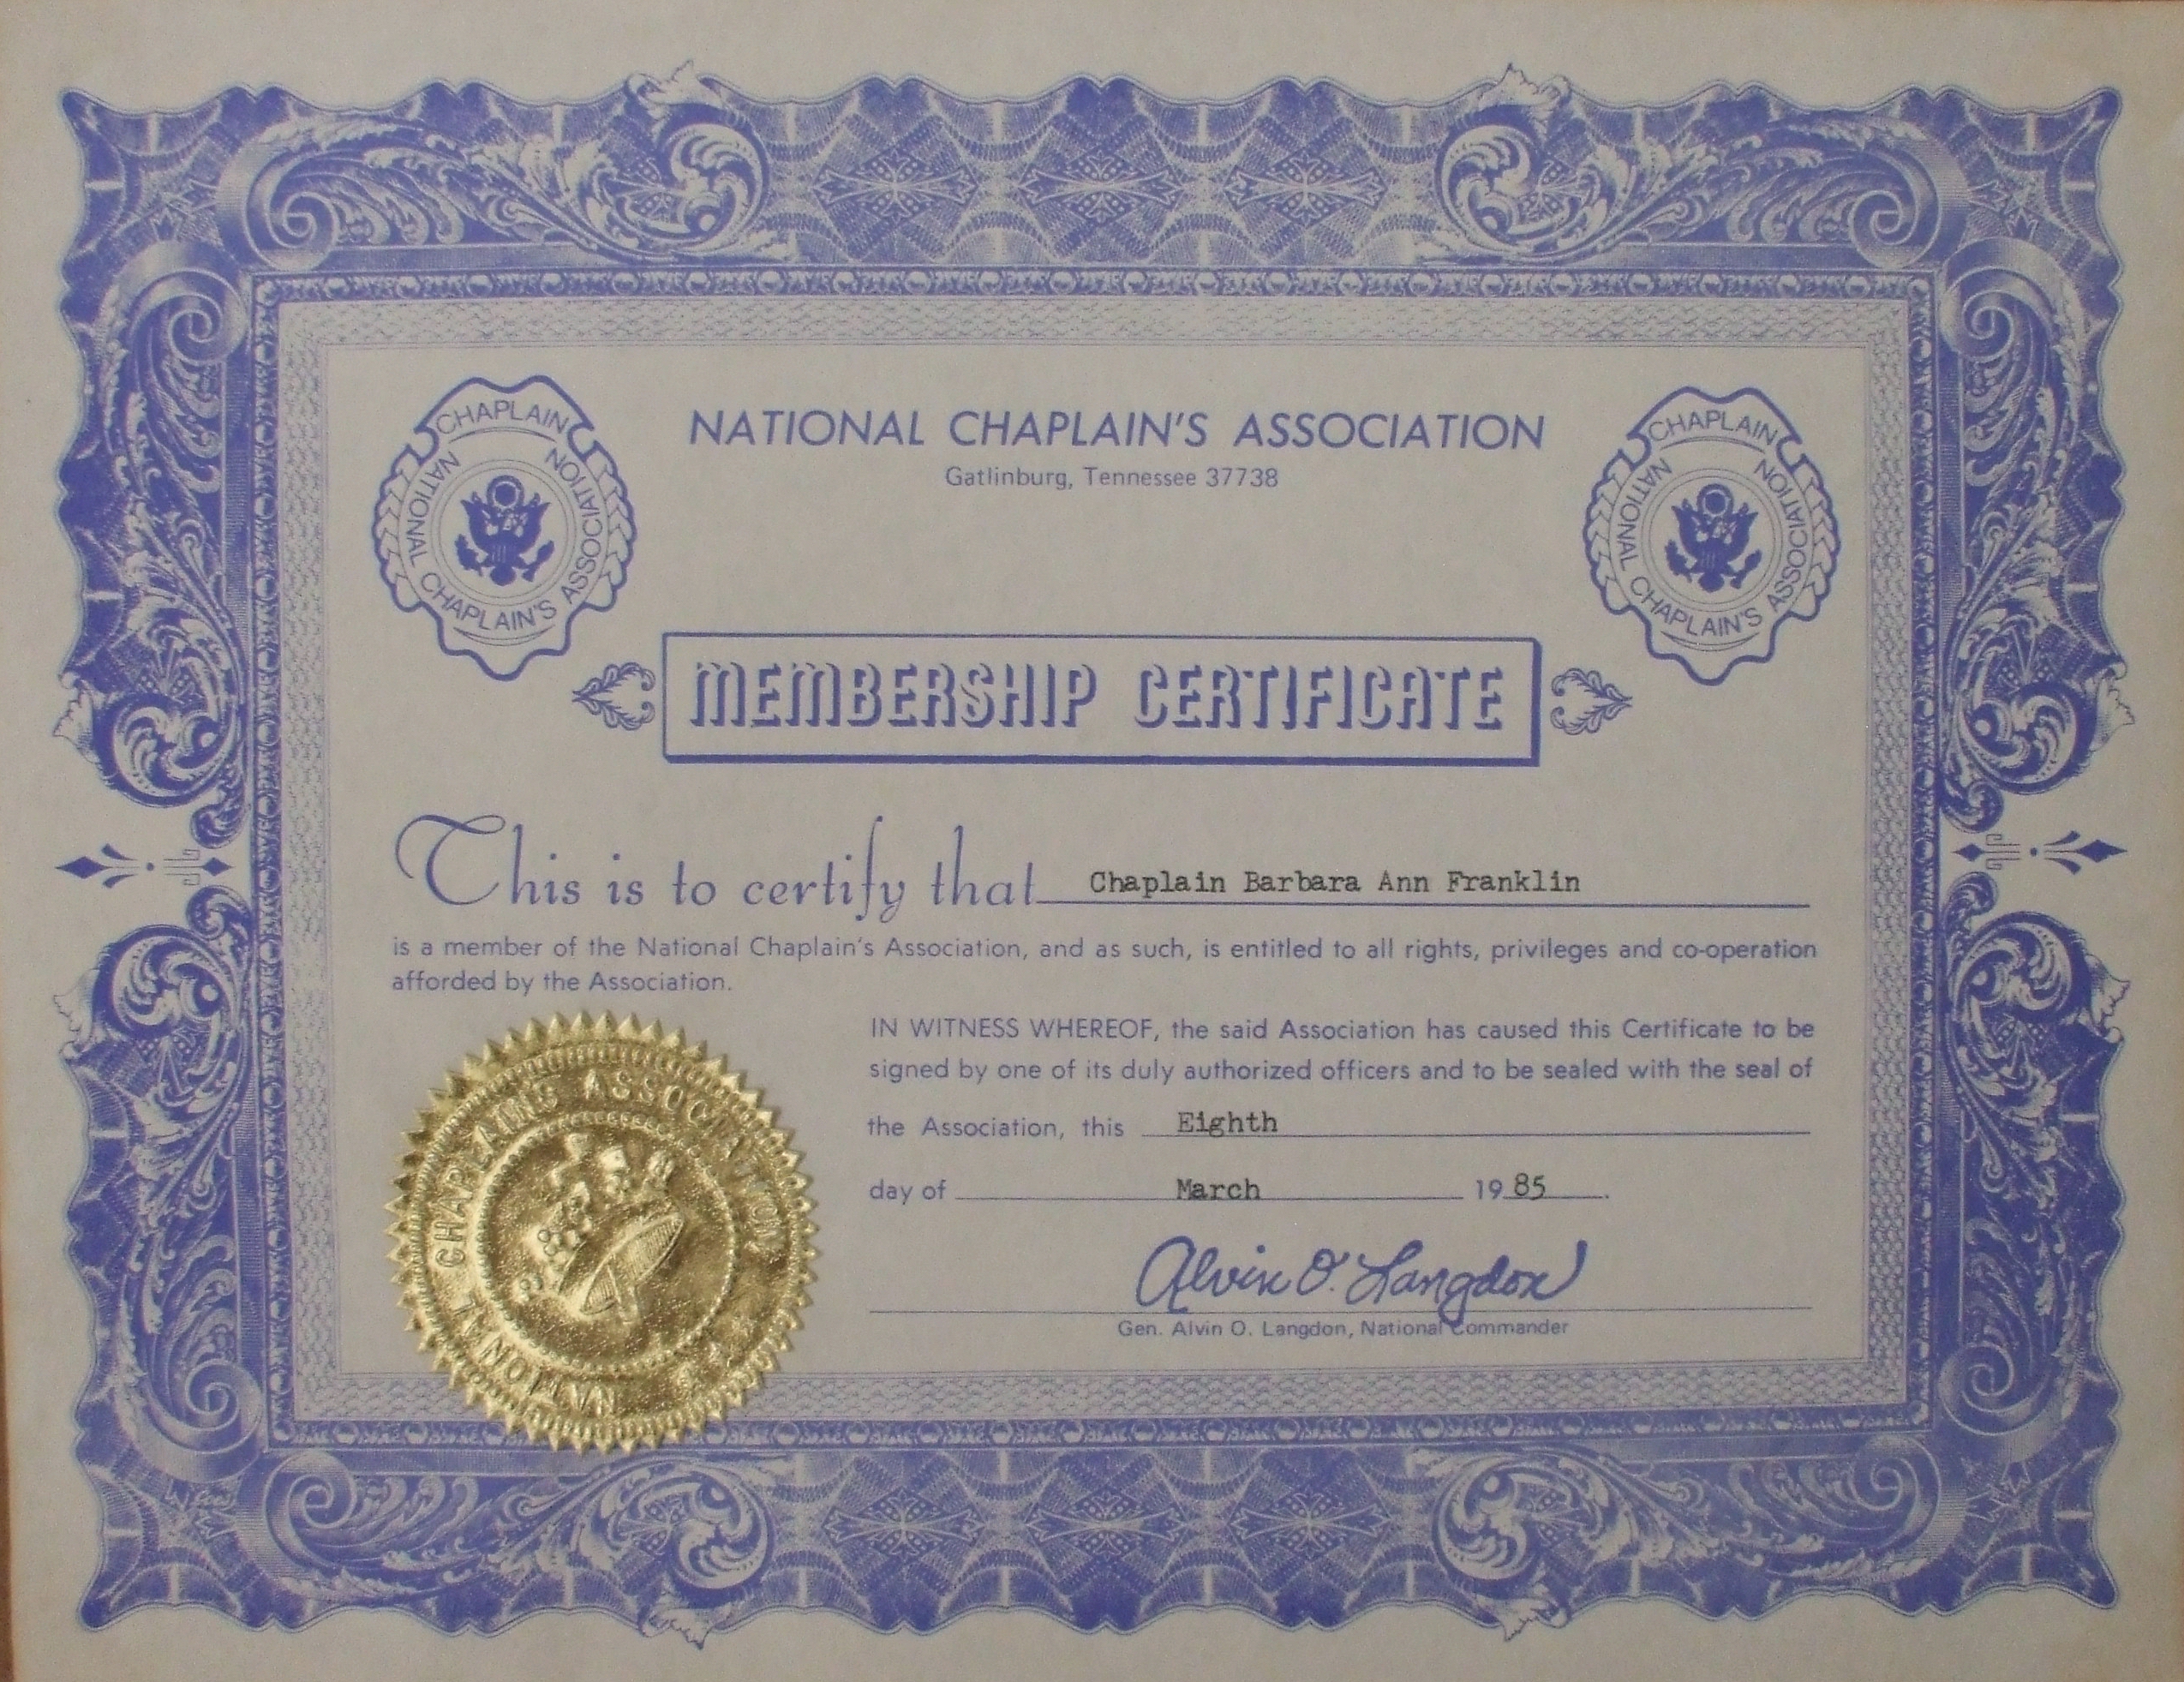 CHAPLAIN
NATIONAL CHAPLAIN'S ASSOCIATION
NATIONAL CHAPLAIN'S ASSOCIATION
Gatlinburg, Tennessee 37738
CHAPLAIN
NATIONAL CHAPLAIN'S ASSOCIATION
MEMBERSHIP CERTIFICATE
This is to certify that Chaplain Barbara Ann Franklin
is a member of the National Chaplain's Association, and as such, is entitled to all rights, privileges and co-operation
afforded by the Association.
IN WITNESS WHEREOF, the said Association has caused this Certificate to be
signed by one of its duly authorized officers and to be sealed with the seal of
the Association, this Eighth
day of March 1985.
Alvin O. Langdon
Gen. Alvin O. Langdon, National Commander
NATIONAL CHAPLAINS ASSOCIATION